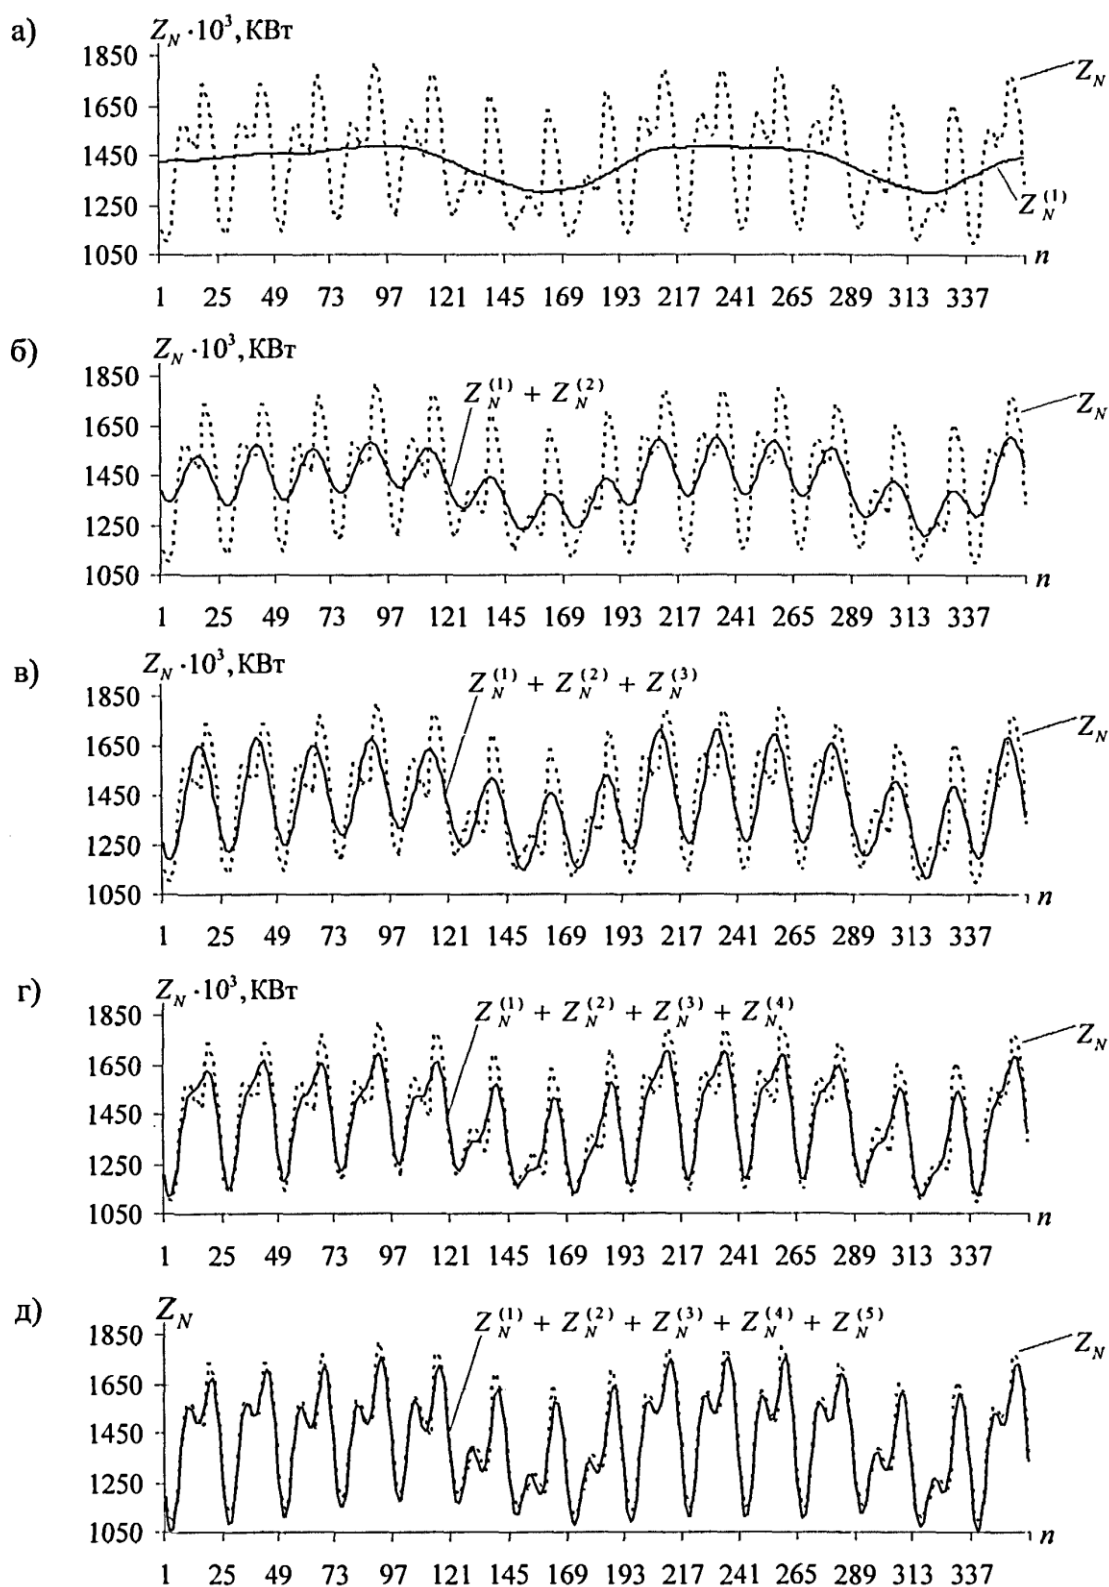 а) Z_N · 10³, КВт
1850
Z_N
1650
1450
1250
Z_N^(1)
1050
n
1 25 49 73 97 121 145 169 193 217 241 265 289 313 337
б) Z_N · 10³, КВт
1850
Z_N^(1) + Z_N^(2)
Z_N
1650
1450
1250
1050
n
1 25 49 73 97 121 145 169 193 217 241 265 289 313 337
в) Z_N · 10³, КВт
Z_N^(1) + Z_N^(2) + Z_N^(3)
1850
Z_N
1650
1450
1250
1050
n
1 25 49 73 97 121 145 169 193 217 241 265 289 313 337
г) Z_N · 10³, КВт
Z_N^(1) + Z_N^(2) + Z_N^(3) + Z_N^(4)
1850
Z_N
1650
1450
1250
1050
n
1 25 49 73 97 121 145 169 193 217 241 265 289 313 337
д) Z_N
Z_N^(1) + Z_N^(2) + Z_N^(3) + Z_N^(4) + Z_N^(5)
1850
Z_N
1650
1450
1250
1050
n
1 25 49 73 97 121 145 169 193 217 241 265 289 313 337